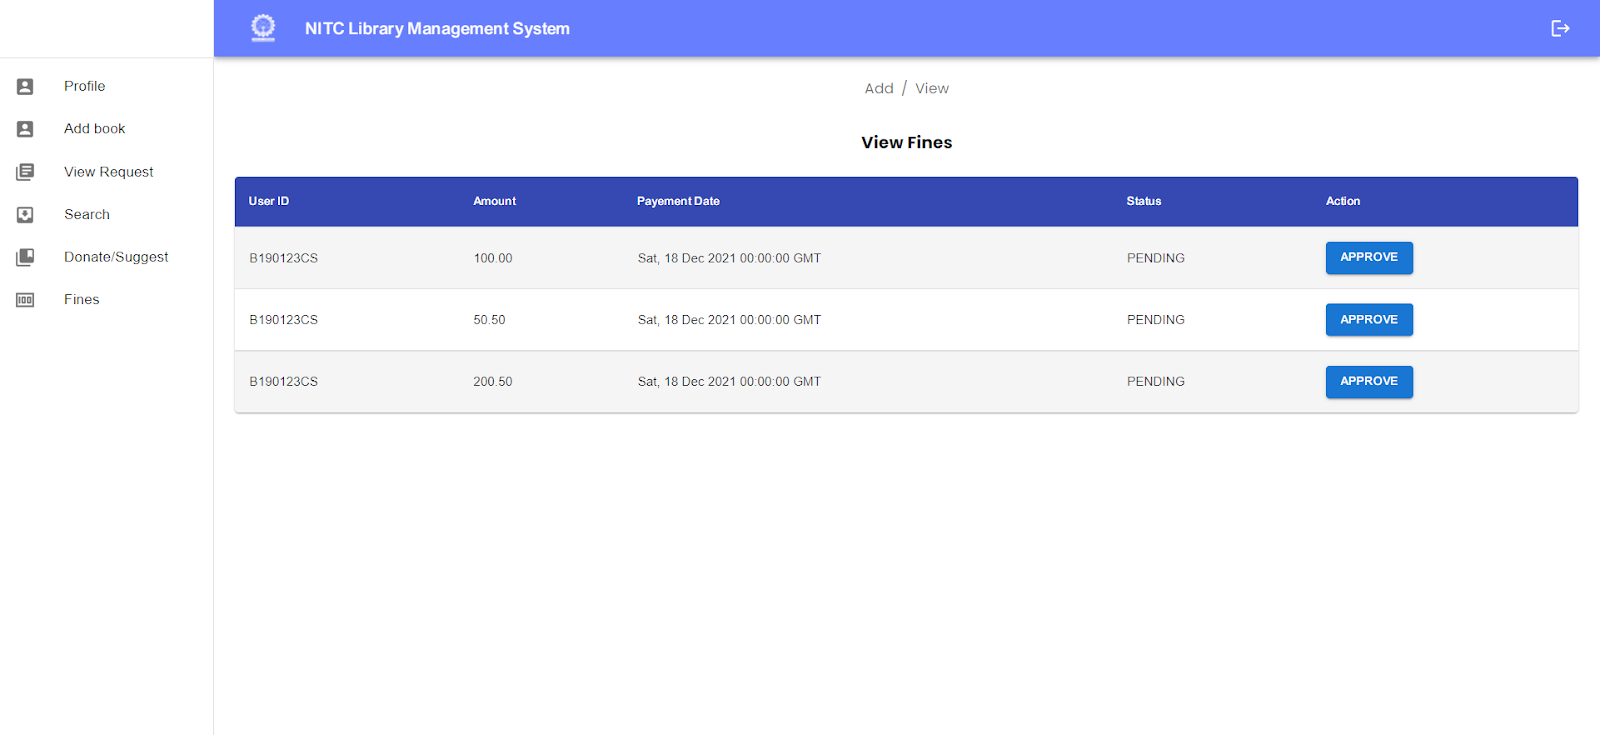 NITC Library Management System
Profile
Add book
View Request
Search
Donate/Suggest
Fines
Add / View
View Fines
User ID Amount Payement Date Status Action
B190123CS 100.00 Sat, 18 Dec 2021 00:00:00 GMT PENDING APPROVE
B190123CS 50.50 Sat, 18 Dec 2021 00:00:00 GMT PENDING APPROVE
B190123CS 200.50 Sat, 18 Dec 2021 00:00:00 GMT PENDING APPROVE